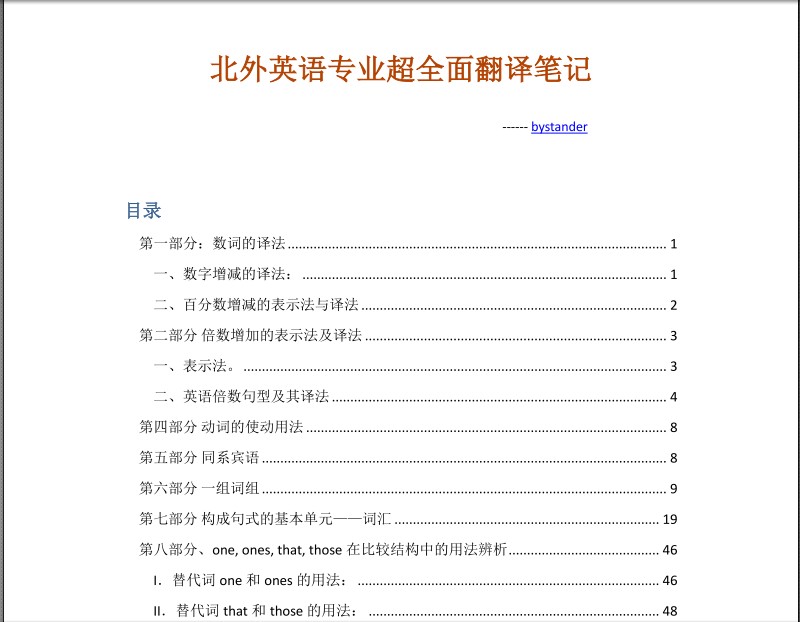 北外英语专业超全面翻译笔记
------ bystander
目录
第一部分：数词的译法 ........ 1
一、数字增减的译法： ........ 1
二、百分数增减的表示法与译法 ........ 2
第二部分 倍数增加的表示法及译法 ........ 3
一、表示法。 ........ 3
二、英语倍数句型及其译法 ........ 4
第四部分 动词的使动用法 ........ 8
第五部分 同系宾语 ........ 8
第六部分 一组词组 ........ 9
第七部分 构成句式的基本单元——词汇 ........ 19
第八部分、one, ones, that, those 在比较结构中的用法辨析 ........ 46
I．替代词 one 和 ones 的用法： ........ 46
II．替代词 that 和 those 的用法： ........ 48